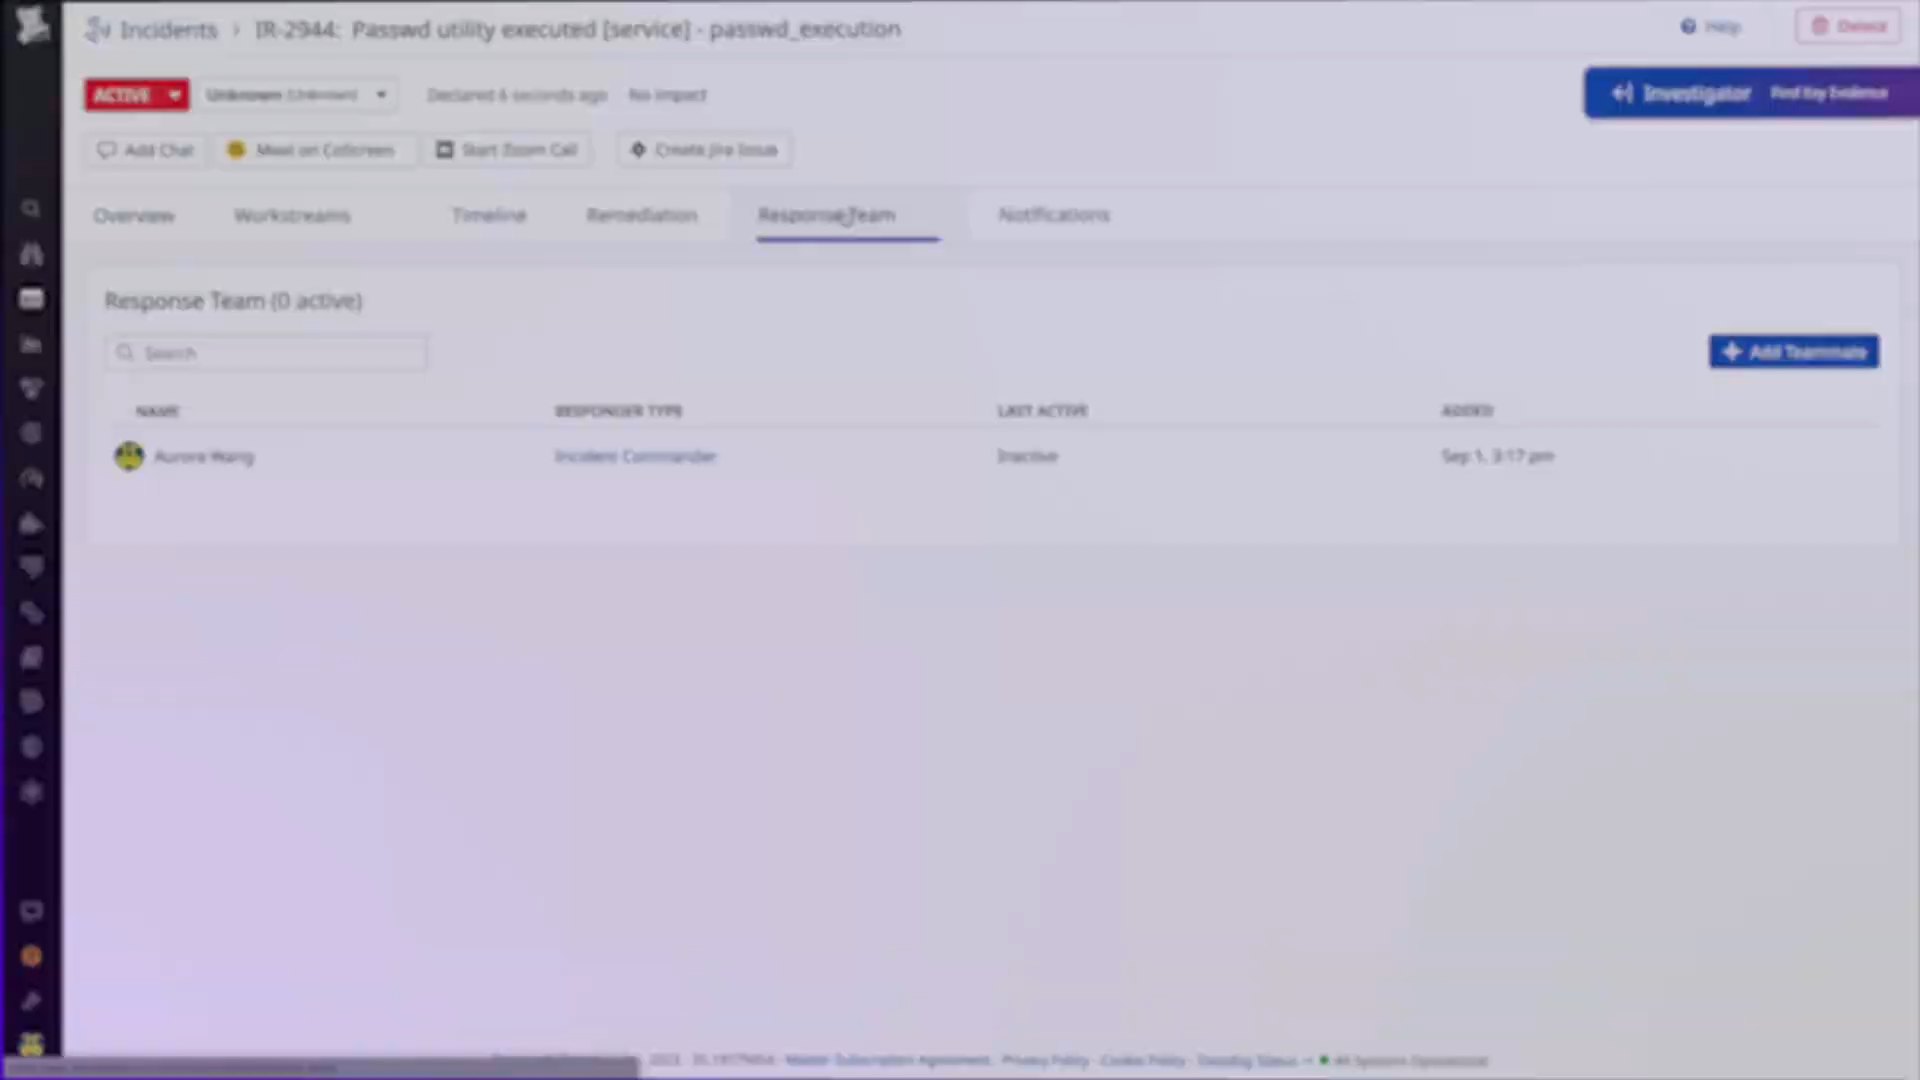 Incidents › IR-2944: Passwd utility executed [service] - passwd_execution
Help
Delete
ACTIVE
Unknown (Unknown)
Declared 6 seconds ago
No impact
Investigator
Find Key Evidence
Add Chat
Meet on CoScreen
Start Zoom Call
Create Jira Issue
Overview
Workstreams
Timeline
Remediation
Response Team
Notifications
Response Team (0 active)
Search
Add Teammate
NAME
RESPONDER TYPE
LAST ACTIVE
ADDED
Aurora Wang
Incident Commander
Inactive
Sep 1, 3:17 pm
Master Subscription Agreement - Privacy Policy - Cookie Policy - Datadog Status → All Systems Operational